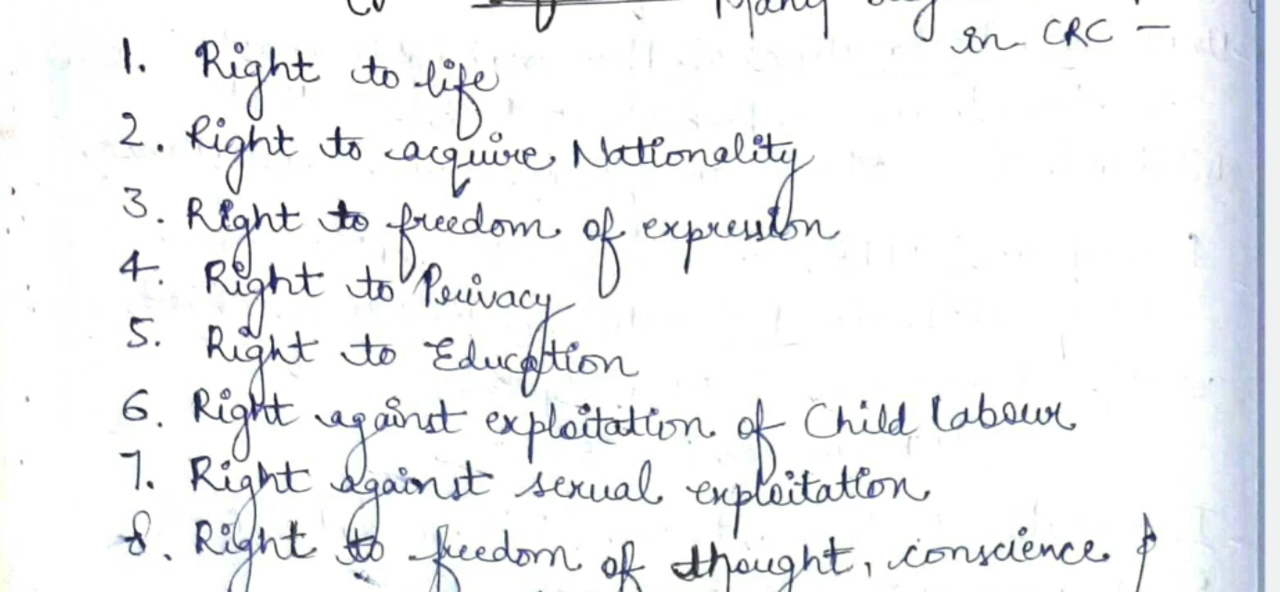 Many
in CRC -
1. Right to life
2. Right to acquire Nationality
3. Right to freedom of expression
4. Right to Privacy
5. Right to Education
6. Right against exploitation of Child labour
7. Right against sexual exploitation
8. Right to freedom of thought, conscience &